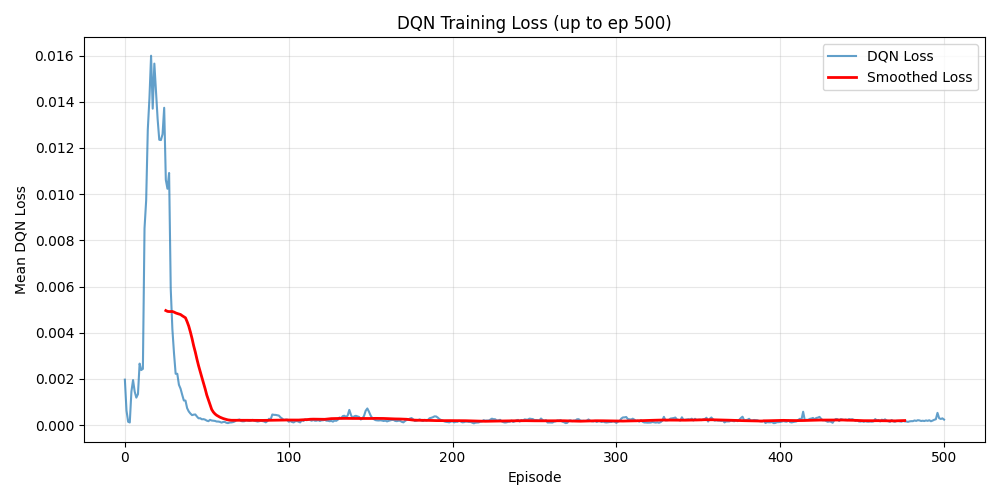 DQN Training Loss (up to ep 500)
DQN Loss
Smoothed Loss
Mean DQN Loss
0.016
0.014
0.012
0.010
0.008
0.006
0.004
0.002
0.000
0 100 200 300 400 500
Episode